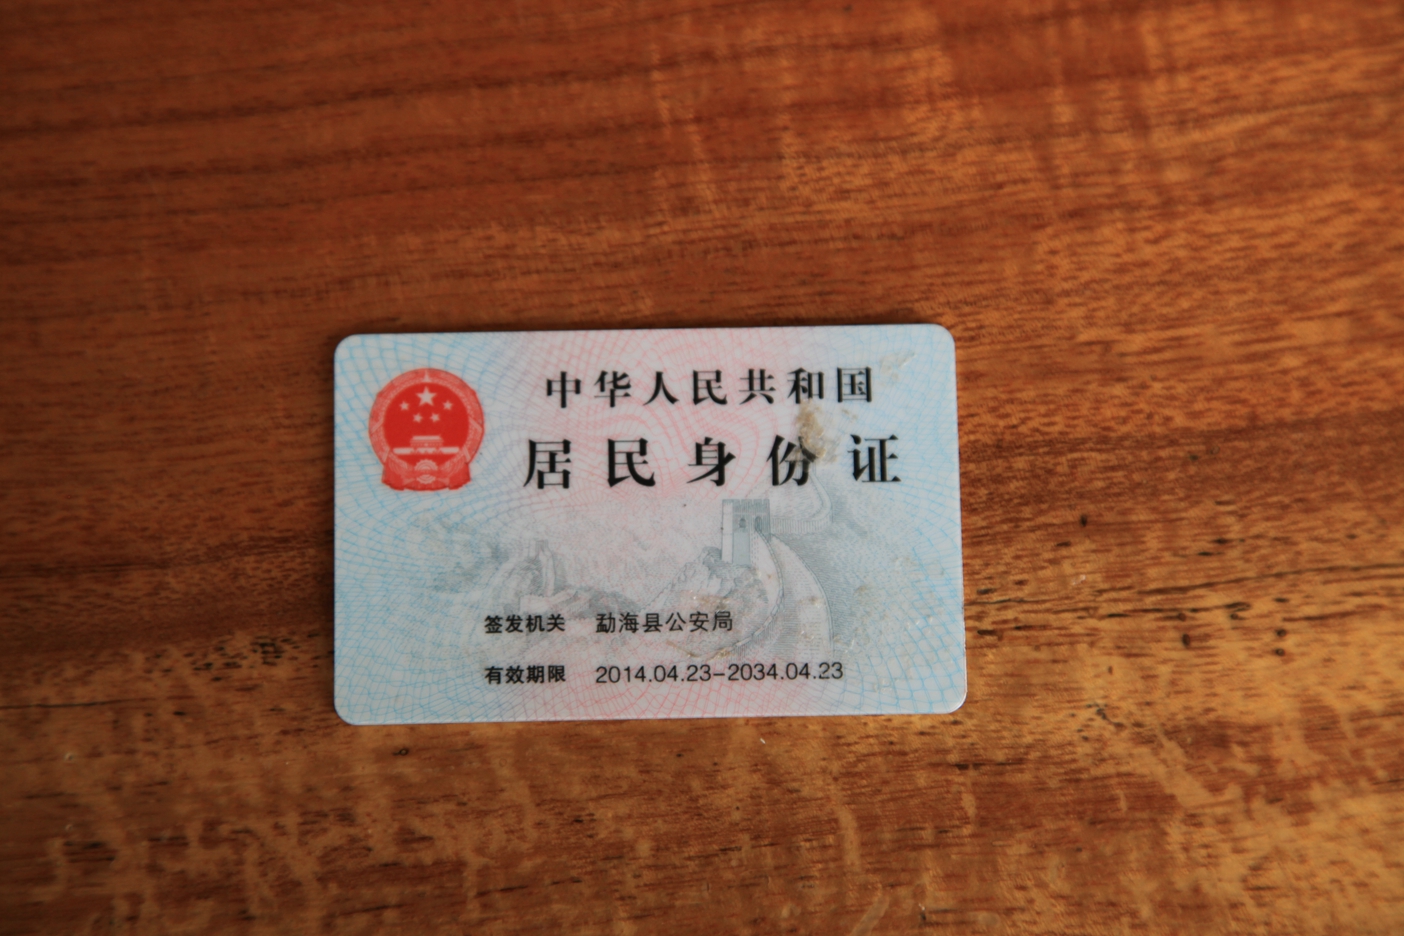 中华人民共和国
居民身份证
签发机关 勐海县公安局
有效期限 2014.04.23-2034.04.23